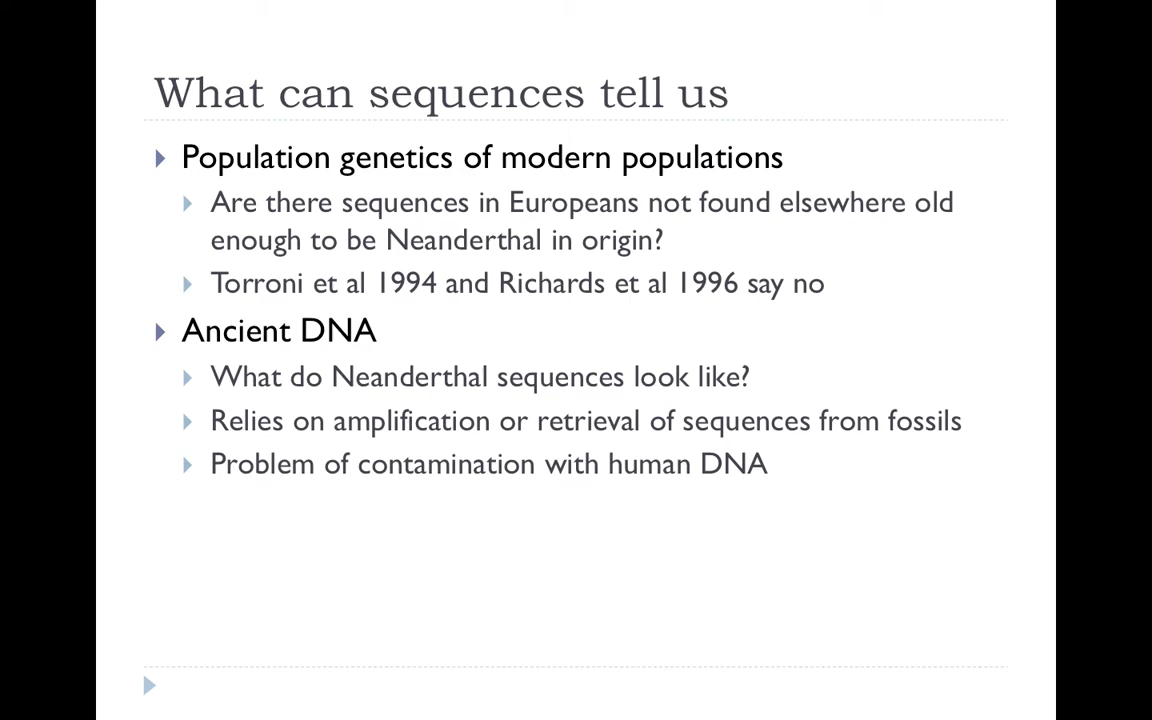 What can sequences tell us
Population genetics of modern populations
Are there sequences in Europeans not found elsewhere old
enough to be Neanderthal in origin?
Torroni et al 1994 and Richards et al 1996 say no
Ancient DNA
What do Neanderthal sequences look like?
Relies on amplification or retrieval of sequences from fossils
Problem of contamination with human DNA